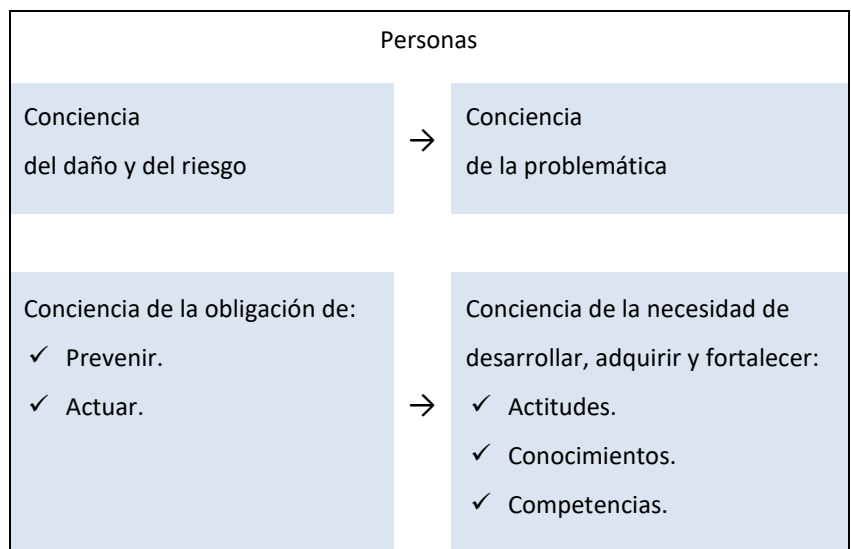 Personas
Conciencia
del daño y del riesgo
→
Conciencia
de la problemática
Conciencia de la obligación de:
✓ Prevenir.
✓ Actuar.
→
Conciencia de la necesidad de
desarrollar, adquirir y fortalecer:
✓ Actitudes.
✓ Conocimientos.
✓ Competencias.